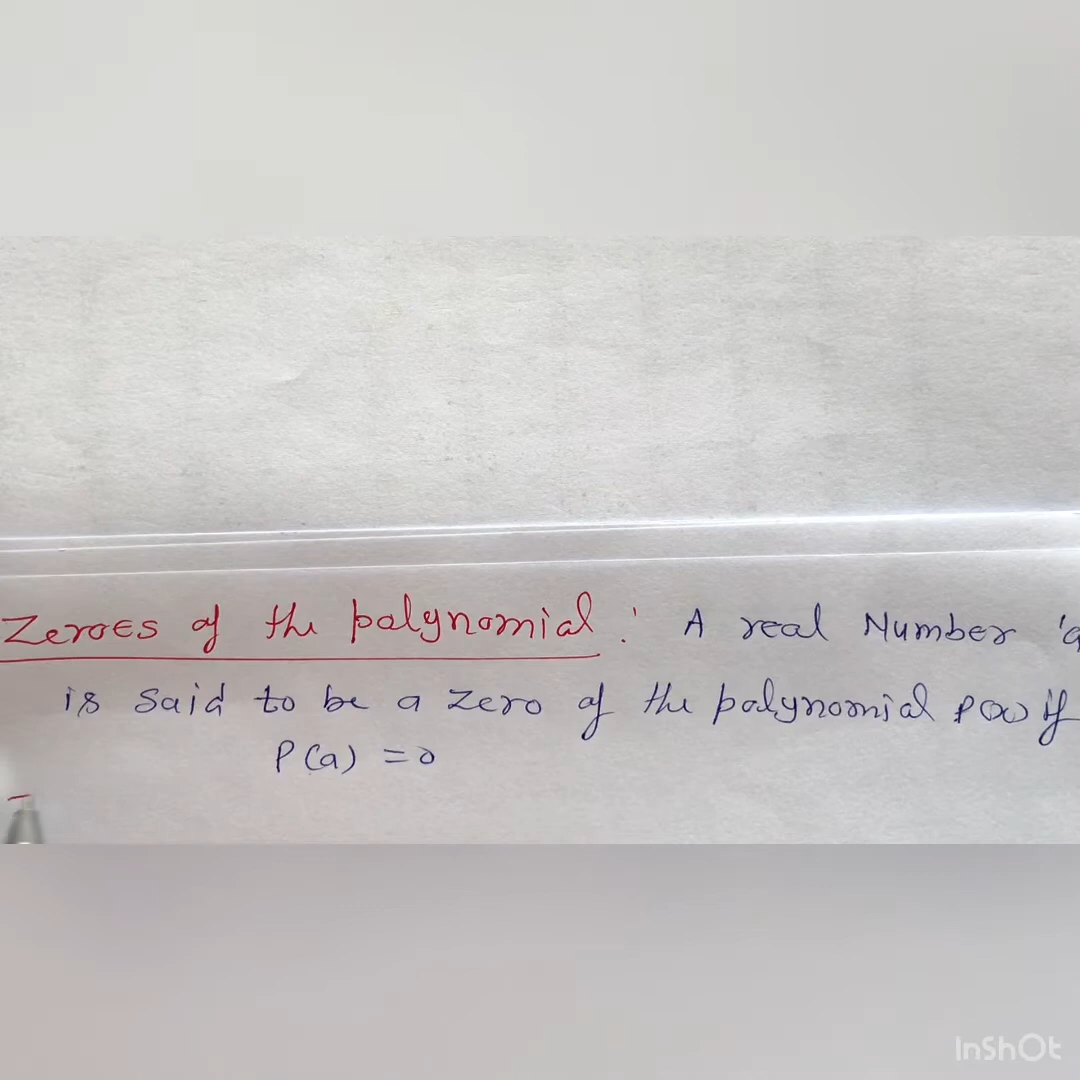 Zeroes of the polynomial : A real Number 'a
is said to be a zero of the polynomial P(x) if
P(a) = 0
InShOt